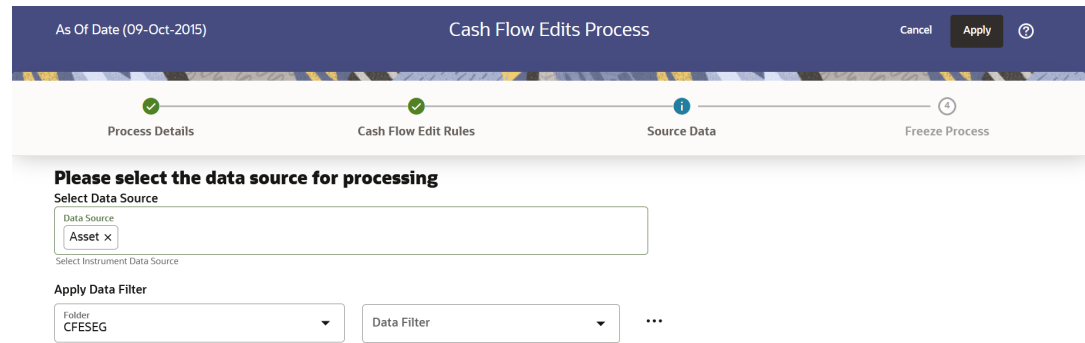 As Of Date (09-Oct-2015)
Cash Flow Edits Process
Cancel
Apply
?
i
4
Process Details
Cash Flow Edit Rules
Source Data
Freeze Process
Please select the data source for processing
Select Data Source
Data Source
Asset ×
Select Instrument Data Source
Apply Data Filter
Folder
CFESEG
Data Filter
...